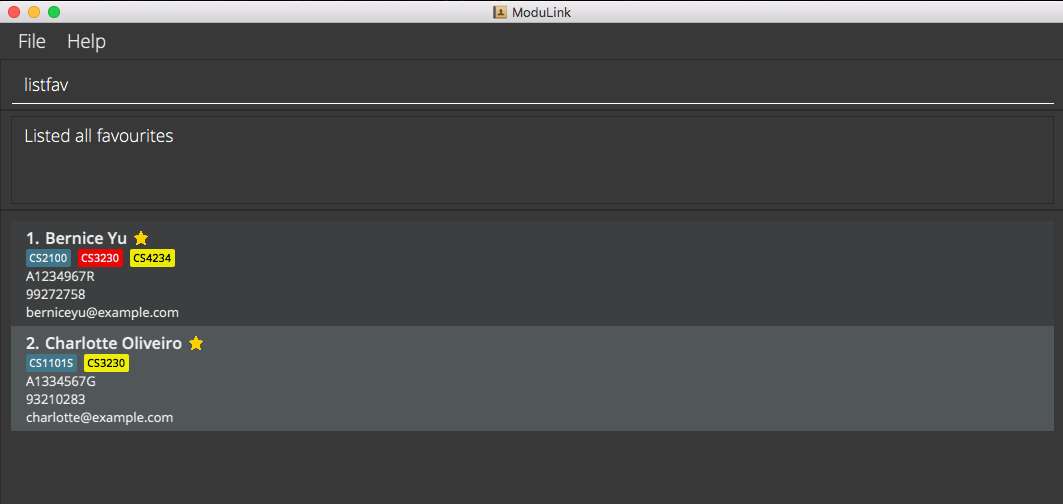 ModuLink
File Help
listfav
Listed all favourites
1. Bernice Yu
CS2100 CS3230 CS4234
A1234967R
99272758
berniceyu@example.com
2. Charlotte Oliveiro
CS1101S CS3230
A1334567G
93210283
charlotte@example.com